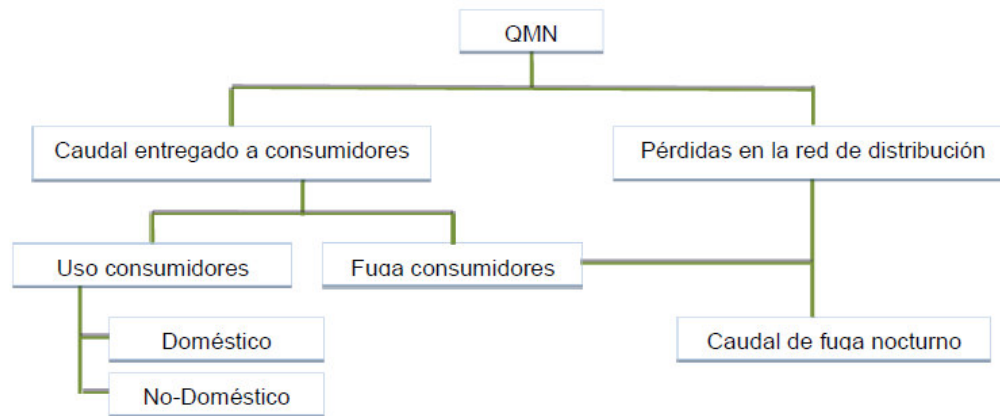 QMN
Caudal entregado a consumidores
Pérdidas en la red de distribución
Uso consumidores
Fuga consumidores
Doméstico
Caudal de fuga nocturno
No-Doméstico